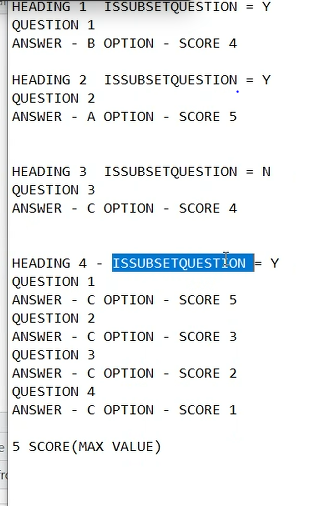 HEADING 1  ISSUBSETQUESTION = Y
QUESTION 1
ANSWER - B OPTION - SCORE 4
HEADING 2  ISSUBSETQUESTION = Y
QUESTION 2
ANSWER - A OPTION - SCORE 5
HEADING 3  ISSUBSETQUESTION = N
QUESTION 3
ANSWER - C OPTION - SCORE 4
HEADING 4 - ISSUBSETQUESTION = Y
QUESTION 1
ANSWER - C OPTION - SCORE 5
QUESTION 2
ANSWER - C OPTION - SCORE 3
QUESTION 3
ANSWER - C OPTION - SCORE 2
QUESTION 4
ANSWER - C OPTION - SCORE 1
5 SCORE(MAX VALUE)